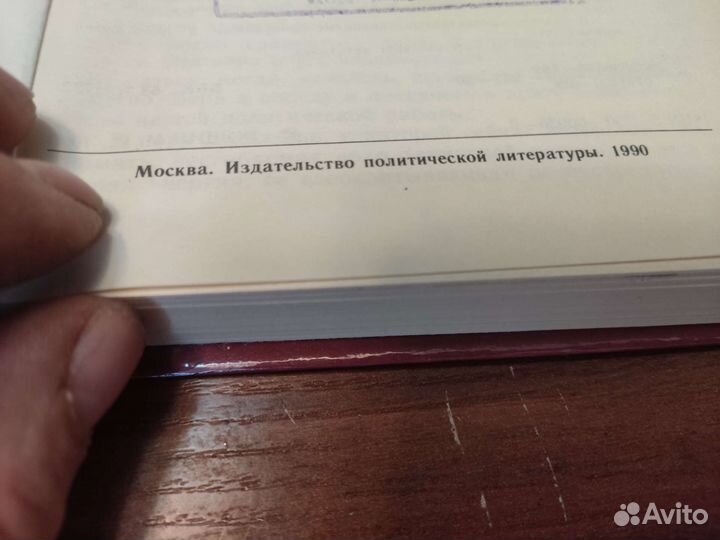 Москва. Издательство политической литературы. 1990
Avito